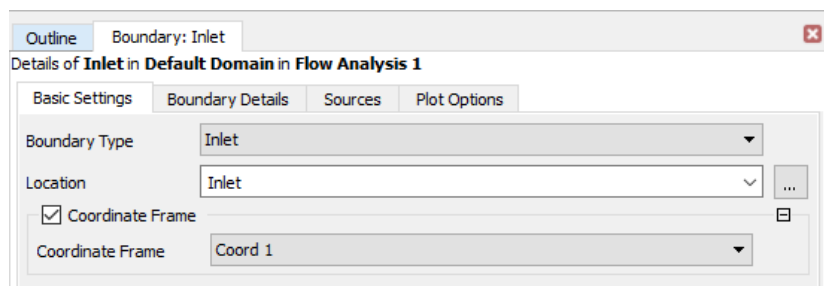 Outline Boundary: Inlet
Details of Inlet in Default Domain in Flow Analysis 1
Basic Settings Boundary Details Sources Plot Options
Boundary Type Inlet
Location Inlet ...
Coordinate Frame
Coordinate Frame Coord 1